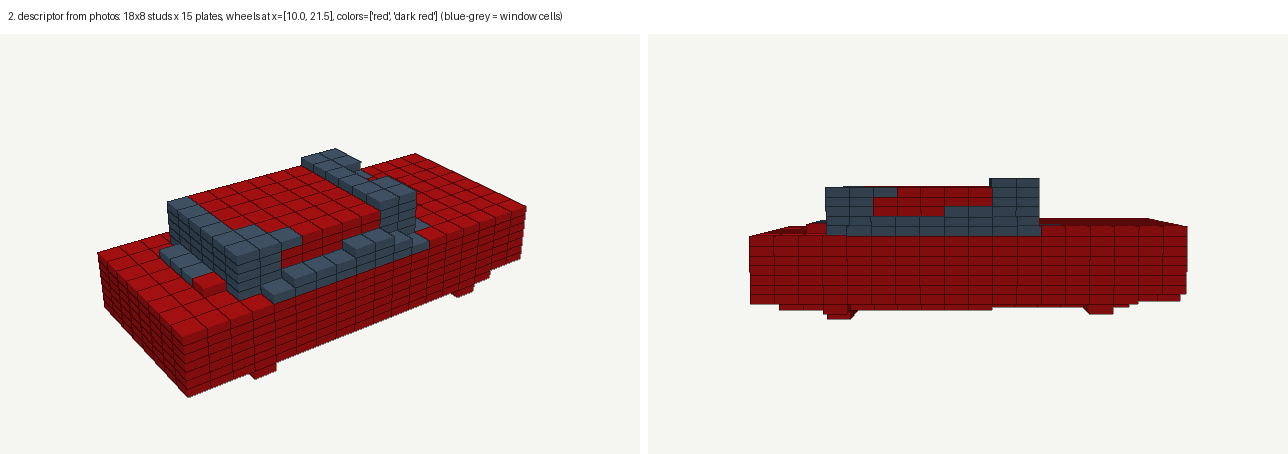 2. descriptor from photos: 18x8 studs x 15 plates, wheels at x=[10.0, 21.5], colors=['red', 'dark red'] (blue-grey = window cells)